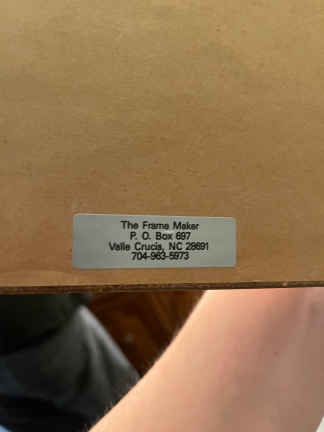 The Frame Maker
P. O. Box 697
Valle Crucis, NC 28691
704-963-5973